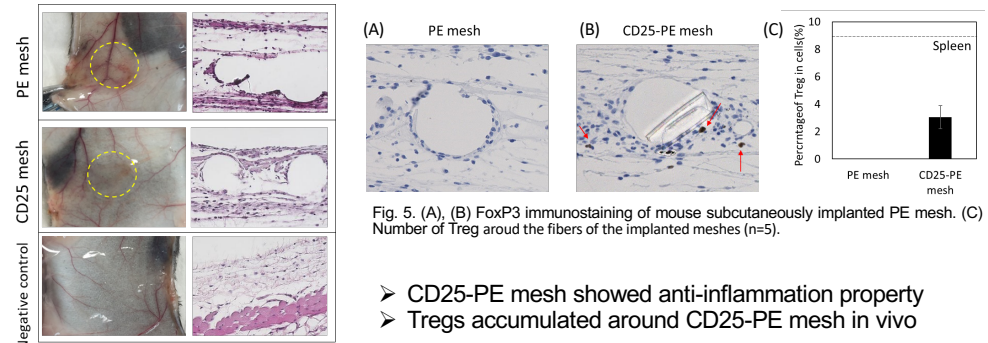 PE mesh
CD25 mesh
Negative control
(A)
PE mesh
(B)
CD25-PE mesh
(C)
Percrntageof Treg in cells(%)
10
8
6
4
2
0
Spleen
PE mesh
CD25-PE
mesh
Fig. 5. (A), (B) FoxP3 immunostaining of mouse subcutaneously implanted PE mesh. (C)
Number of Treg aroud the fibers of the implanted meshes (n=5).
➢ CD25-PE mesh showed anti-inflammation property
➢ Tregs accumulated around CD25-PE mesh in vivo